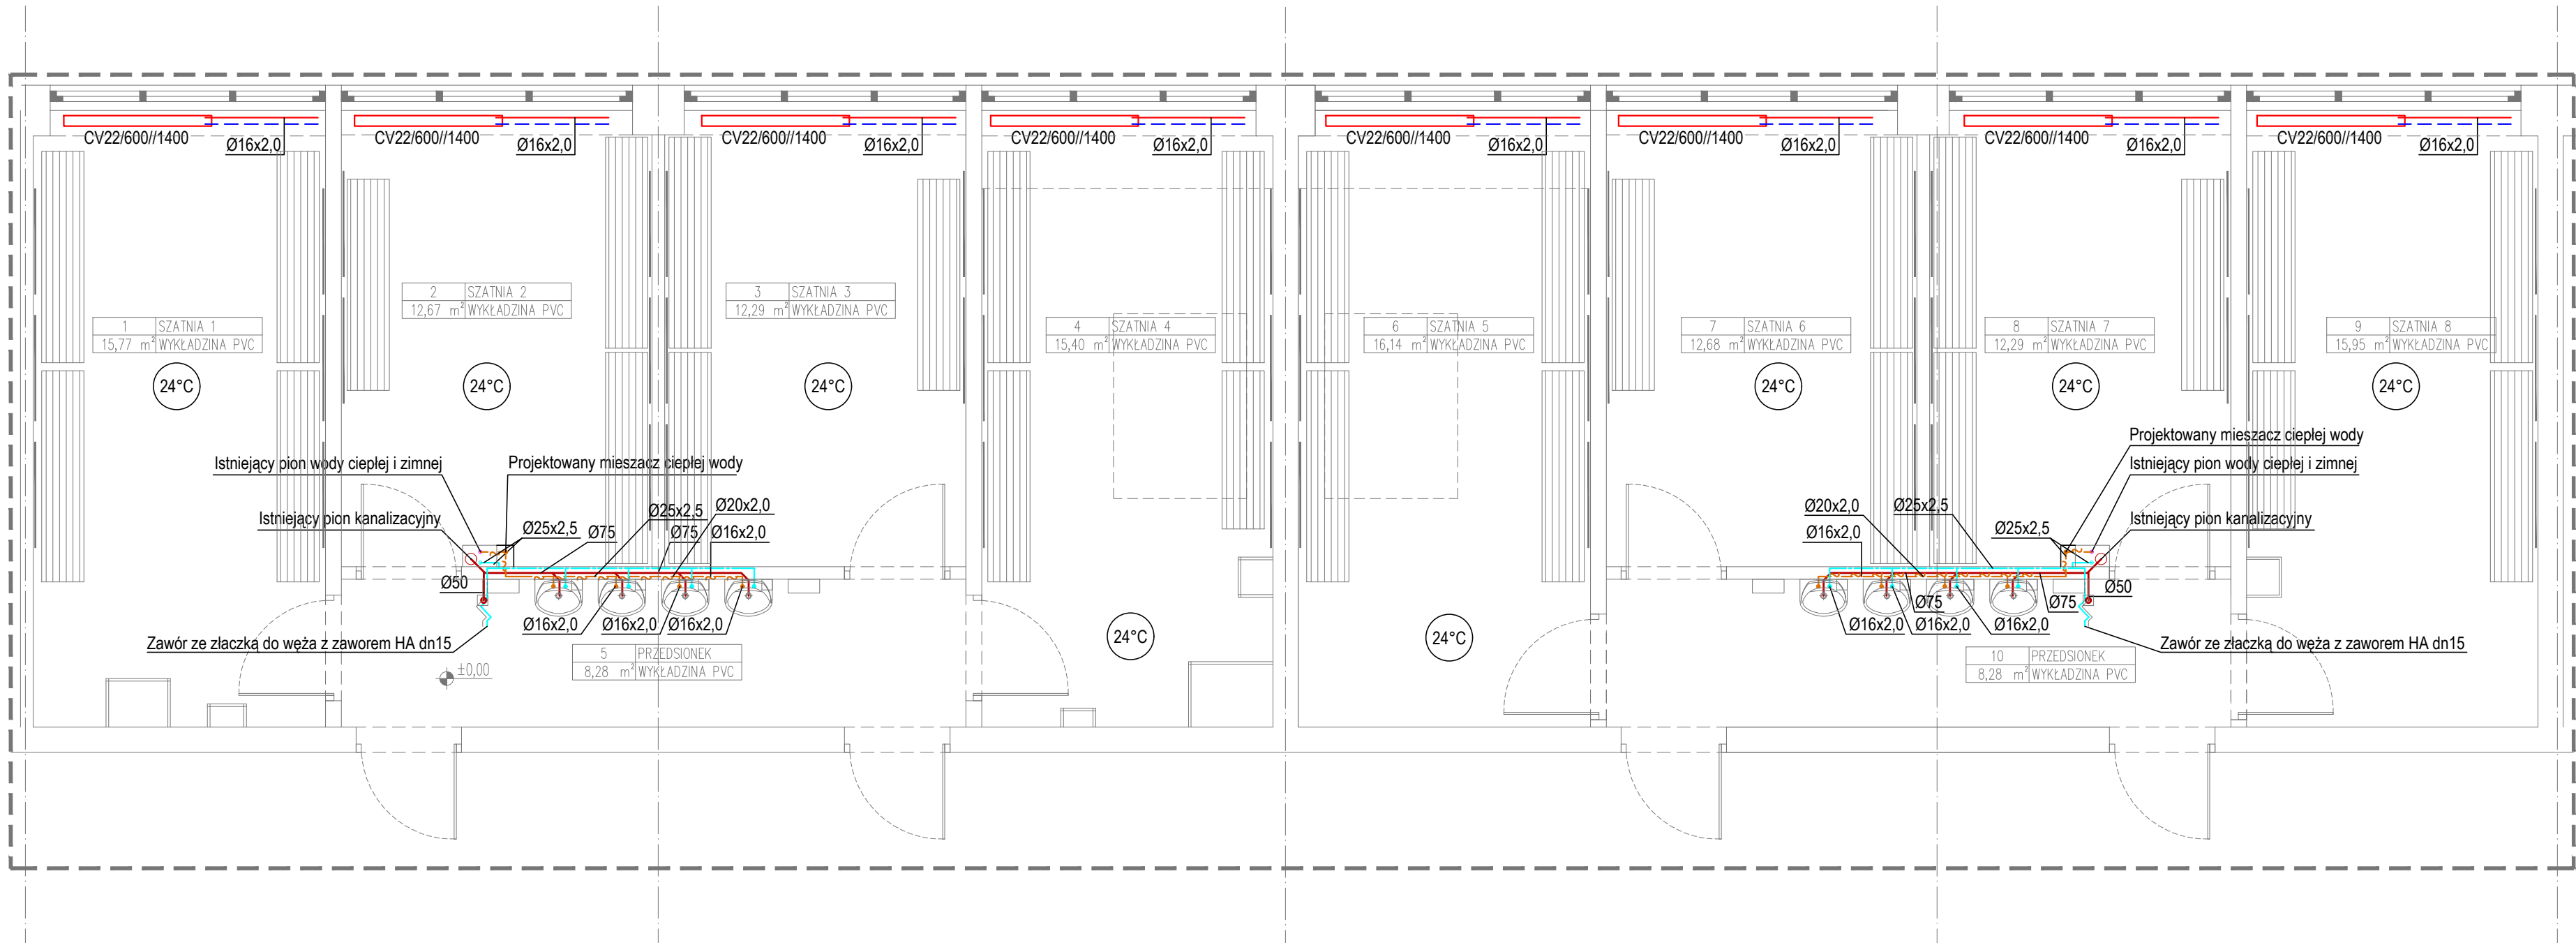 CV22/600//1400
Ø16x2,0
CV22/600//1400
Ø16x2,0
CV22/600//1400
Ø16x2,0
CV22/600//1400
Ø16x2,0
CV22/600//1400
Ø16x2,0
CV22/600//1400
Ø16x2,0
CV22/600//1400
Ø16x2,0
CV22/600//1400
Ø16x2,0
1 SZATNIA 1
15,77 m² WYKŁADZINA PVC
24°C
2 SZATNIA 2
12,67 m² WYKŁADZINA PVC
24°C
3 SZATNIA 3
12,29 m² WYKŁADZINA PVC
24°C
4 SZATNIA 4
15,40 m² WYKŁADZINA PVC
24°C
6 SZATNIA 5
16,14 m² WYKŁADZINA PVC
24°C
7 SZATNIA 6
12,68 m² WYKŁADZINA PVC
24°C
8 SZATNIA 7
12,29 m² WYKŁADZINA PVC
24°C
9 SZATNIA 8
15,95 m² WYKŁADZINA PVC
24°C
Istniejący pion wody ciepłej i zimnej
Projektowany mieszacz ciepłej wody
Istniejący pion kanalizacyjny
Ø25x2,5
Ø75
Ø25x2,5
Ø20x2,0
Ø75
Ø16x2,0
Ø50
Ø16x2,0
Ø16x2,0
Ø16x2,0
Zawór ze złaczką do węża z zaworem HA dn15
±0,00
5 PRZEDSIONEK
8,28 m² WYKŁADZINA PVC
Projektowany mieszacz ciepłej wody
Istniejący pion wody ciepłej i zimnej
Istniejący pion kanalizacyjny
Ø20x2,0
Ø25x2,5
Ø16x2,0
Ø25x2,5
Ø50
Ø75
Ø75
Ø16x2,0
Ø16x2,0
Ø16x2,0
Zawór ze złaczką do węża z zaworem HA dn15
10 PRZEDSIONEK
8,28 m² WYKŁADZINA PVC